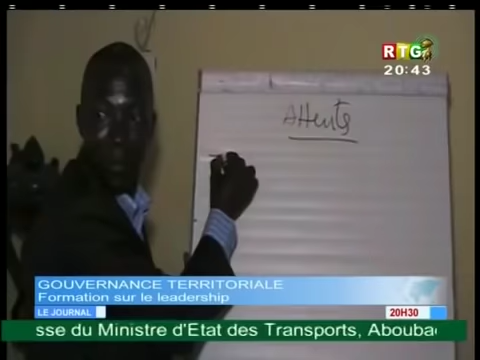 RTG
20:43
Attente
GOUVERNANCE TERRITORIALE
Formation sur le leadership
LE JOURNAL
20H30
sse du Ministre d'Etat des Transports, Abouba